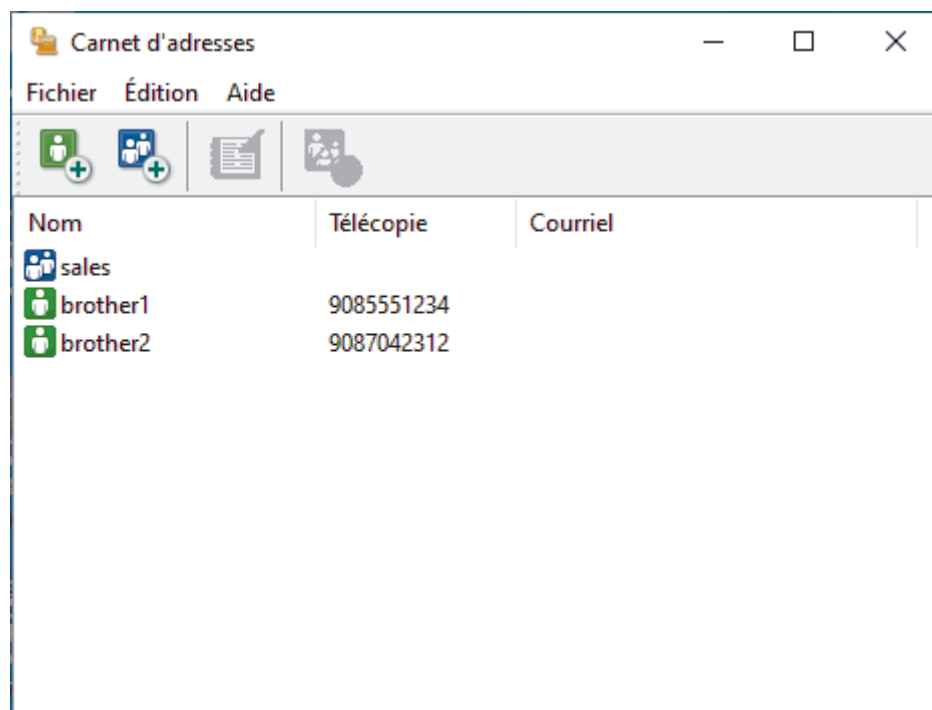 Carnet d'adresses
Fichier Édition Aide
Nom Télécopie Courriel
sales
brother1 9085551234
brother2 9087042312